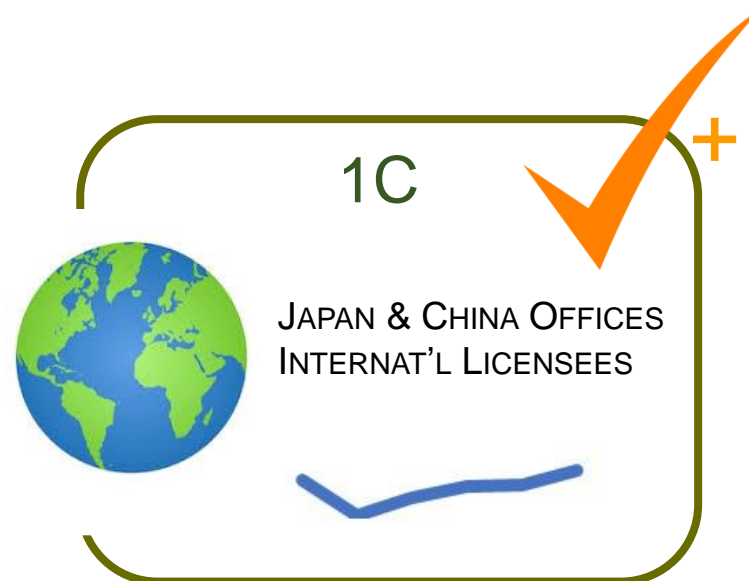 1C
+
JAPAN & CHINA OFFICES
INTERNAT’L LICENSEES